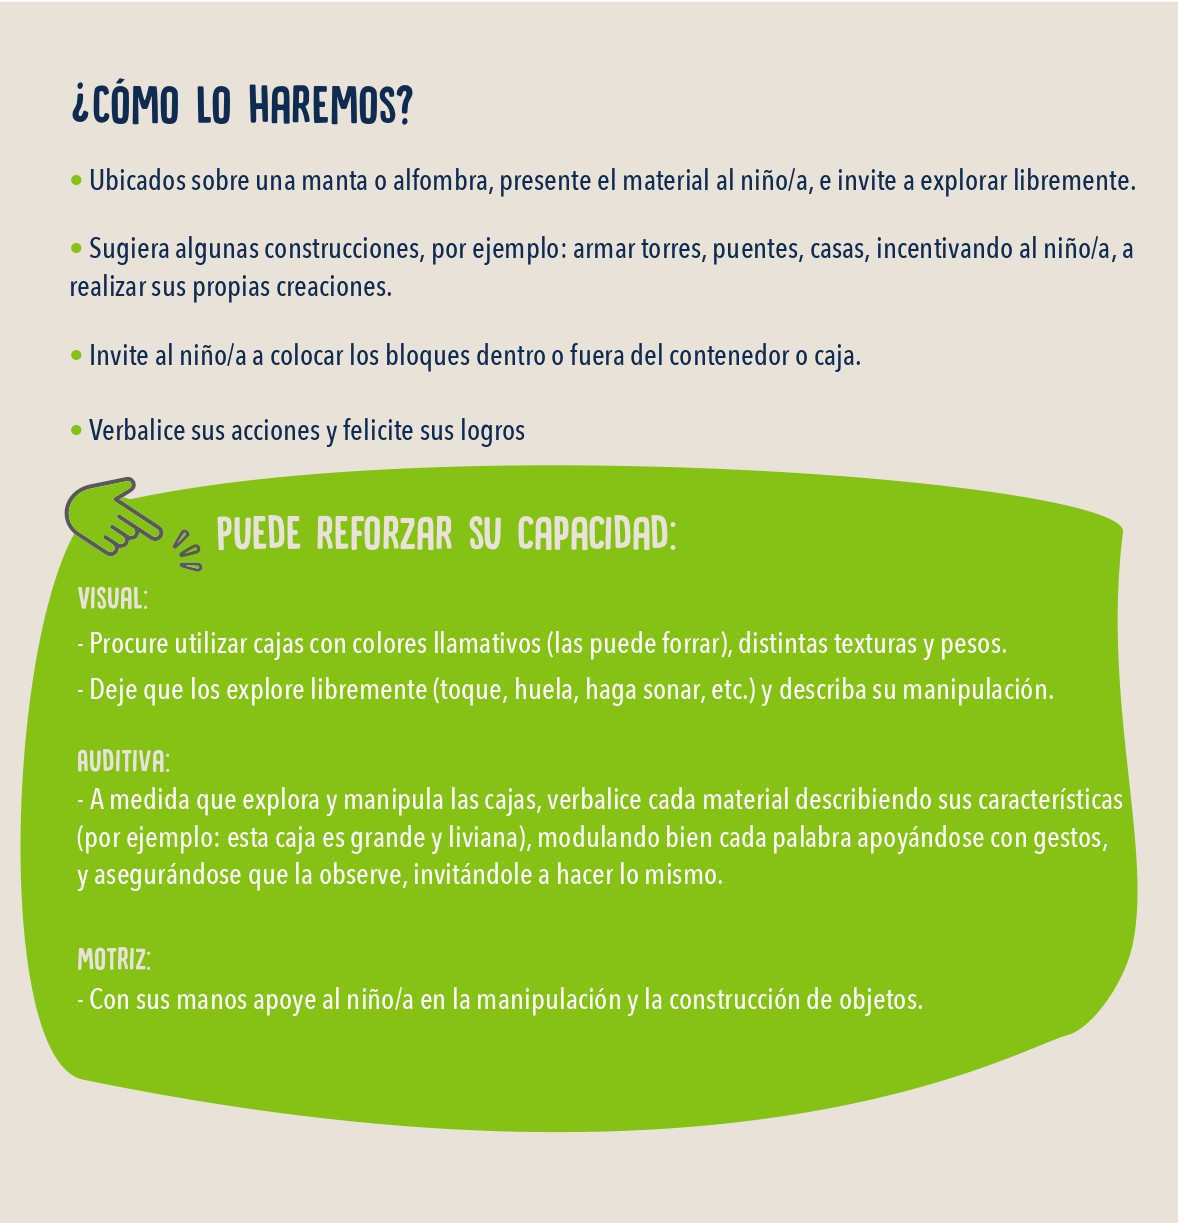 ¿CÓMO LO HAREMOS?
• Ubicados sobre una manta o alfombra, presente el material al niño/a, e invite a explorar libremente.
• Sugiera algunas construcciones, por ejemplo: armar torres, puentes, casas, incentivando al niño/a, a
realizar sus propias creaciones.
• Invite al niño/a a colocar los bloques dentro o fuera del contenedor o caja.
• Verbalice sus acciones y felicite sus logros
PUEDE REFORZAR SU CAPACIDAD:
VISUAL:
- Procure utilizar cajas con colores llamativos (las puede forrar), distintas texturas y pesos.
- Deje que los explore libremente (toque, huela, haga sonar, etc.) y describa su manipulación.
AUDITIVA:
- A medida que explora y manipula las cajas, verbalice cada material describiendo sus características
(por ejemplo: esta caja es grande y liviana), modulando bien cada palabra apoyándose con gestos,
y asegurándose que la observe, invitándole a hacer lo mismo.
MOTRIZ:
- Con sus manos apoye al niño/a en la manipulación y la construcción de objetos.